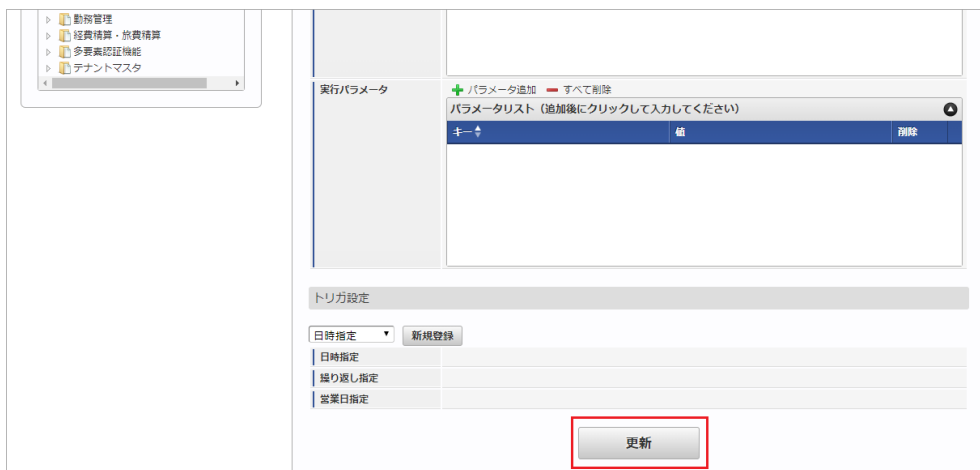 勤務管理
経費精算・旅費精算
多要素認証機能
テナントマスタ
実行パラメータ
パラメータ追加 すべて削除
パラメータリスト（追加後にクリックして入力してください）
キー 値 削除
トリガ設定
日時指定 新規登録
日時指定
繰り返し指定
営業日指定
更新